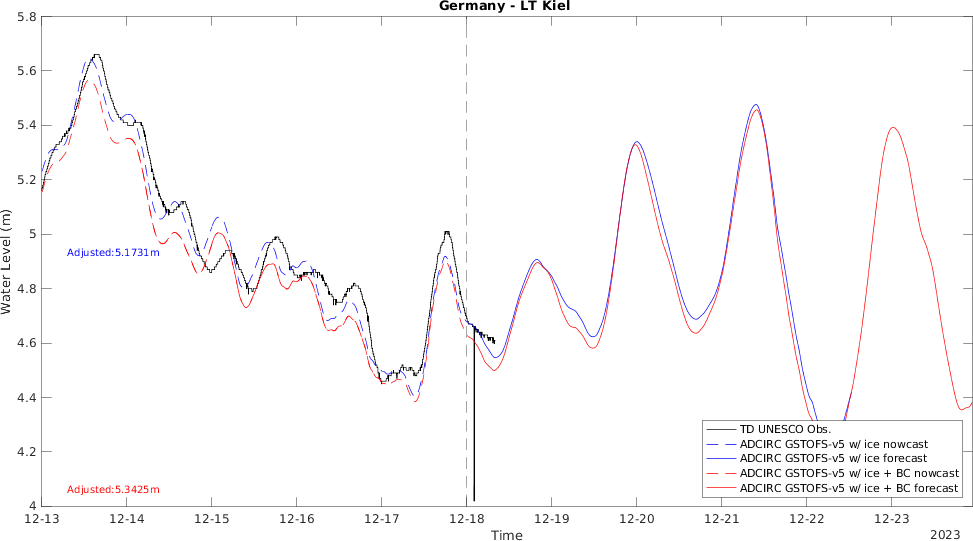 Germany - LT Kiel
5.8
5.6
5.4
5.2
5
4.8
4.6
4.4
4.2
4
Water Level (m)
Adjusted:5.1731m
Adjusted:5.3425m
TD UNESCO Obs.
ADCIRC GSTOFS-v5 w/ ice nowcast
ADCIRC GSTOFS-v5 w/ ice forecast
ADCIRC GSTOFS-v5 w/ ice + BC nowcast
ADCIRC GSTOFS-v5 w/ ice + BC forecast
12-13 12-14 12-15 12-16 12-17 12-18 12-19 12-20 12-21 12-22 12-23
Time
2023